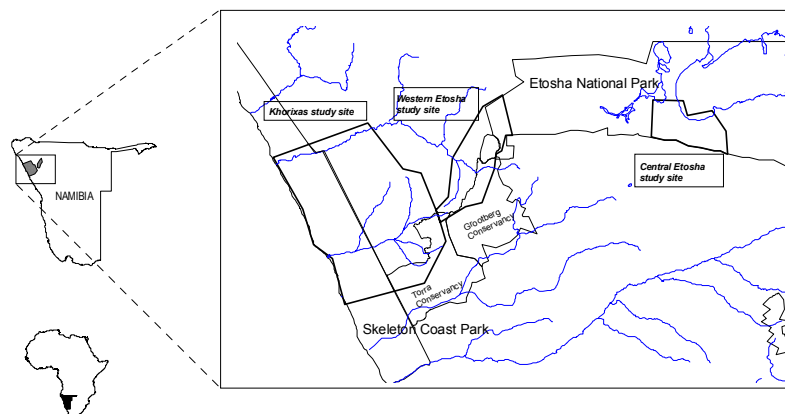 Etosha National Park
Western Etosha
study site
Khorixas study site
Central Etosha
study site
NAMIBIA
Grootberg
Conservancy
Torra
Conservancy
Skeleton Coast Park